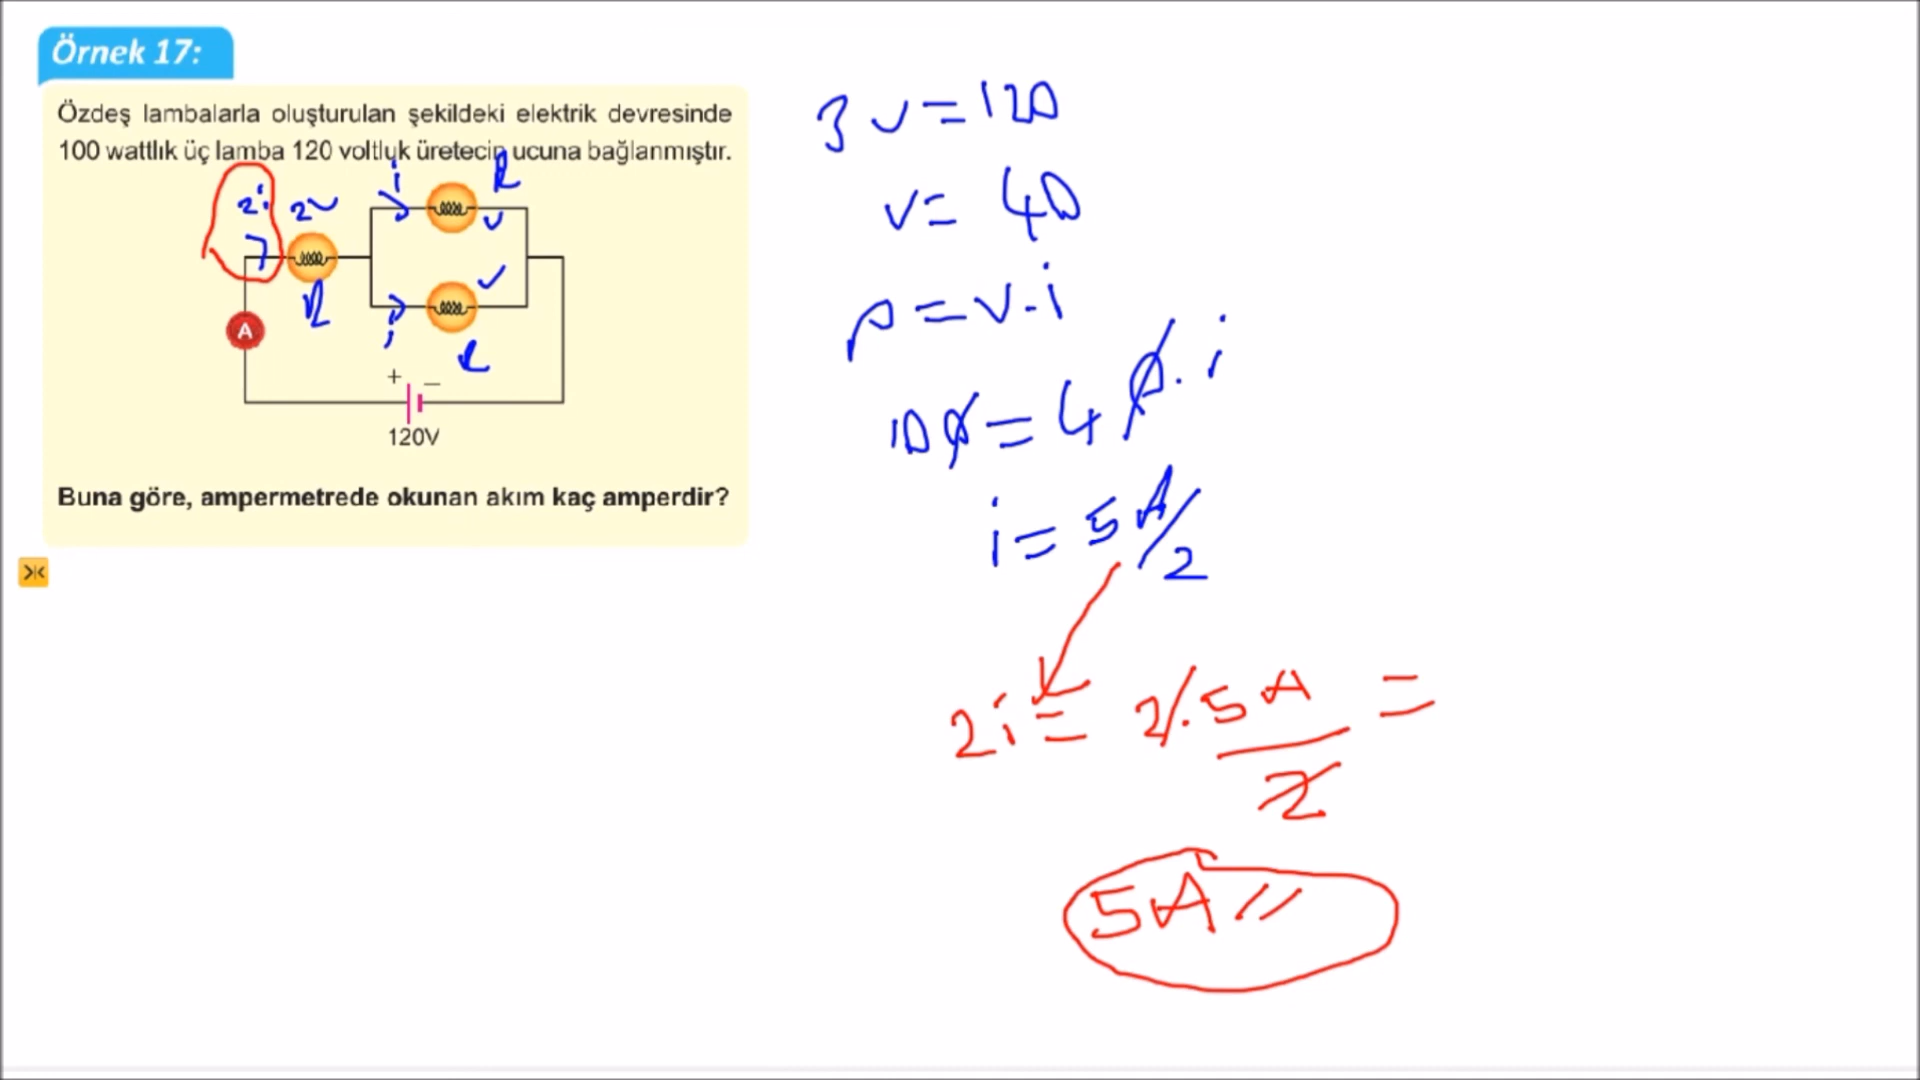 Örnek 17:
Özdeş lambalarla oluşturulan şekildeki elektrik devresinde
100 wattlık üç lamba 120 voltluk üretecin ucuna bağlanmıştır.
i R
2i 2V V
R
V
i R
A
+ –
120V
Buna göre, ampermetrede okunan akım kaç amperdir?
3V=120
V= 40
P=V.i
100=40.i
i=5A/2
2i= 2.5A/2 =
5A//